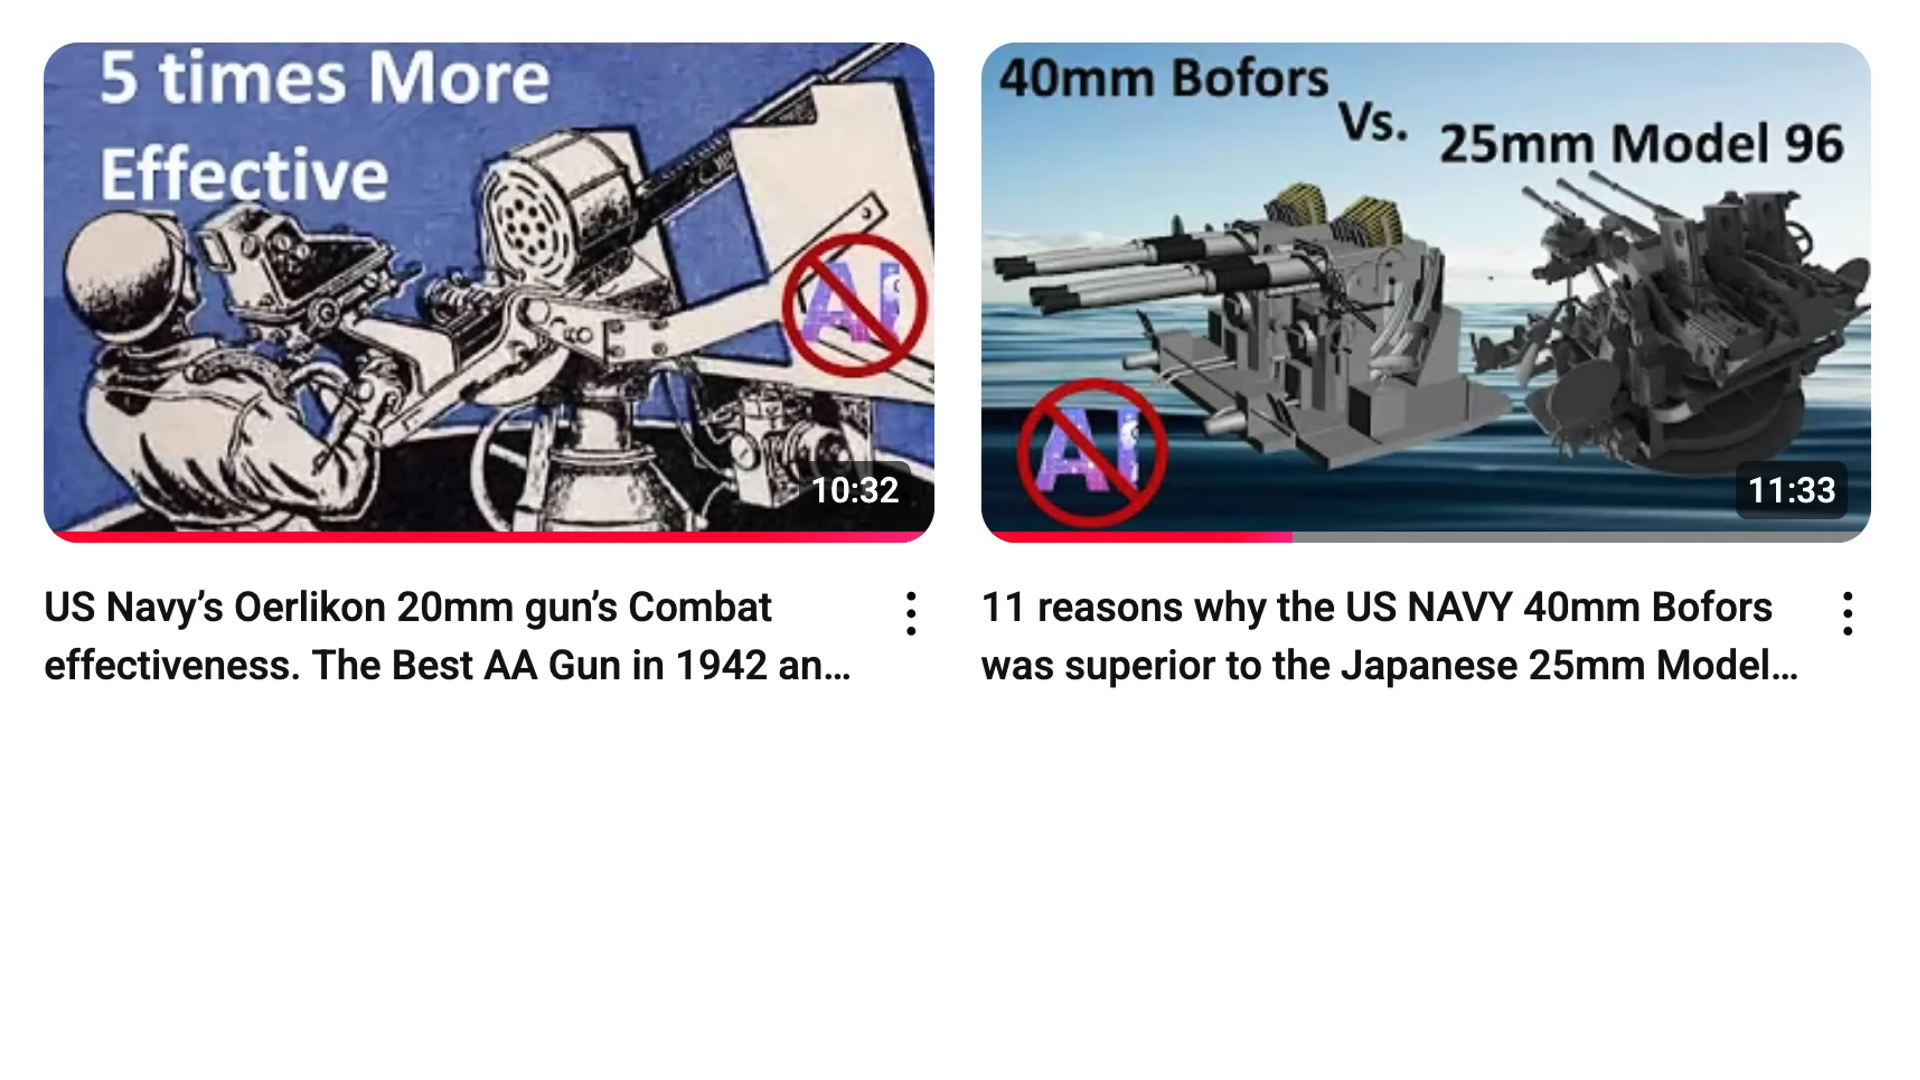 5 times More
Effective
AI
10:32
US Navy’s Oerlikon 20mm gun’s Combat
effectiveness. The Best AA Gun in 1942 an...
40mm Bofors
Vs.
25mm Model 96
AI
11:33
11 reasons why the US NAVY 40mm Bofors
was superior to the Japanese 25mm Model...